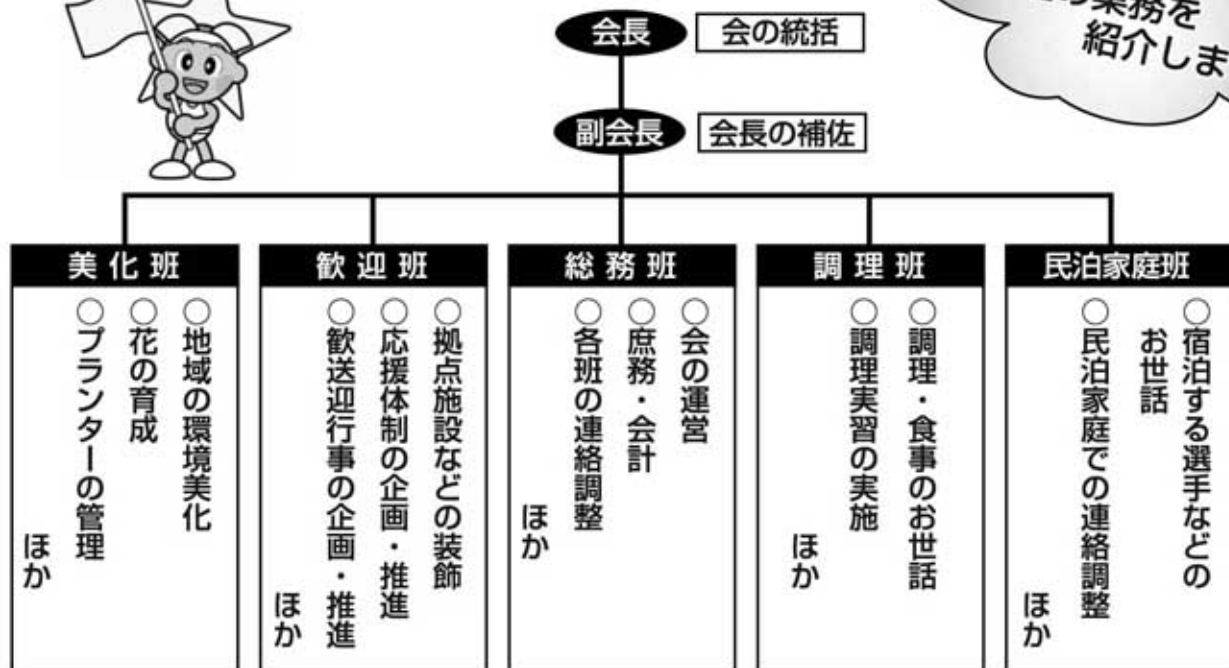 の業務を
紹介しま
会長
会の統括
副会長
会長の補佐
美化班
○地域の環境美化
○花の育成
○プランターの管理
ほか
歓迎班
○拠点施設などの装飾
○応援体制の企画・推進
○歓送迎行事の企画・推進
ほか
総務班
○会の運営
○庶務・会計
○各班の連絡調整
ほか
調理班
○調理・食事のお世話
○調理実習の実施
ほか
民泊家庭班
○宿泊する選手などの
お世話
○民泊家庭での連絡調整
ほか